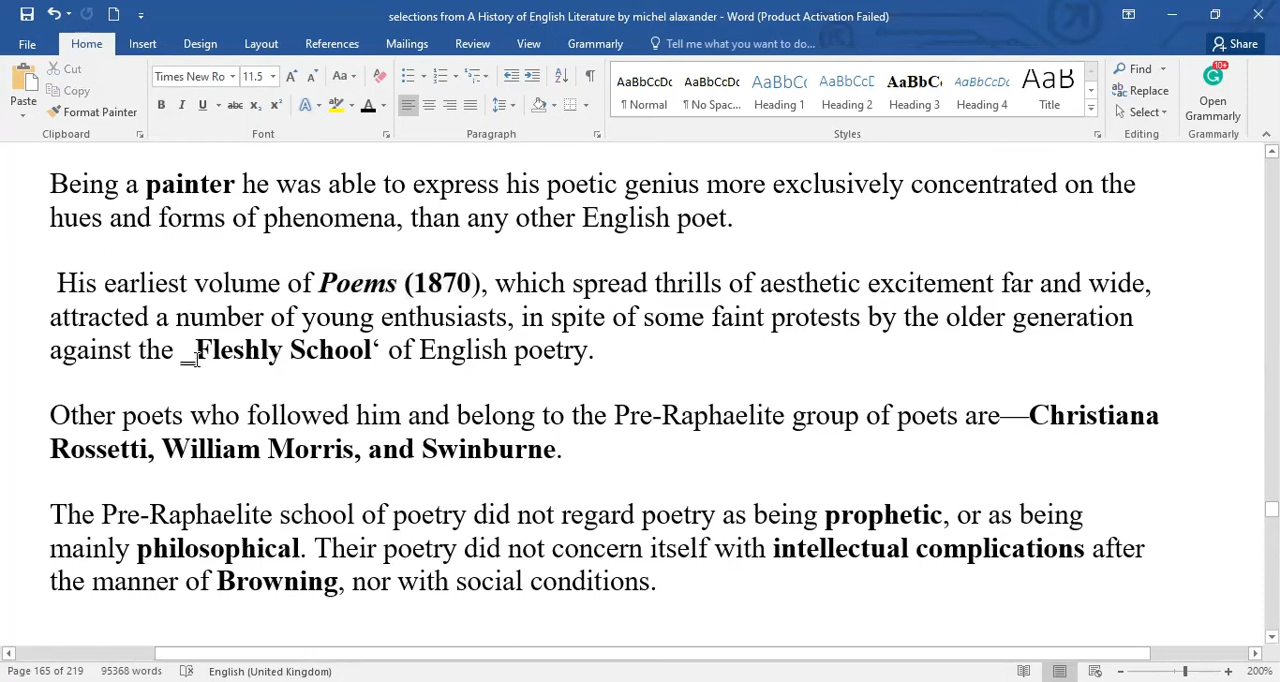 selections from A History of English Literature by michel alaxander - Word (Product Activation Failed)
File Home Insert Design Layout References Mailings Review View Grammarly Tell me what you want to do... Share
Paste Cut Copy Format Painter
Clipboard
Times New Ro 11.5
Font
Paragraph
AaBbCcDc AaBbCcDc AaBbCc AaBbCcDc AaBbC AaBbCcDc AaB
¶ Normal ¶ No Spac... Heading 1 Heading 2 Heading 3 Heading 4 Title
Styles
Find Replace Select
Editing
Open Grammarly
10+
Grammarly
Being a painter he was able to express his poetic genius more exclusively concentrated on the
hues and forms of phenomena, than any other English poet.
His earliest volume of Poems (1870), which spread thrills of aesthetic excitement far and wide,
attracted a number of young enthusiasts, in spite of some faint protests by the older generation
against the ‗Fleshly School‘ of English poetry.
Other poets who followed him and belong to the Pre-Raphaelite group of poets are—Christiana
Rossetti, William Morris, and Swinburne.
The Pre-Raphaelite school of poetry did not regard poetry as being prophetic, or as being
mainly philosophical. Their poetry did not concern itself with intellectual complications after
the manner of Browning, nor with social conditions.
Page 165 of 219 95368 words English (United Kingdom) 200%